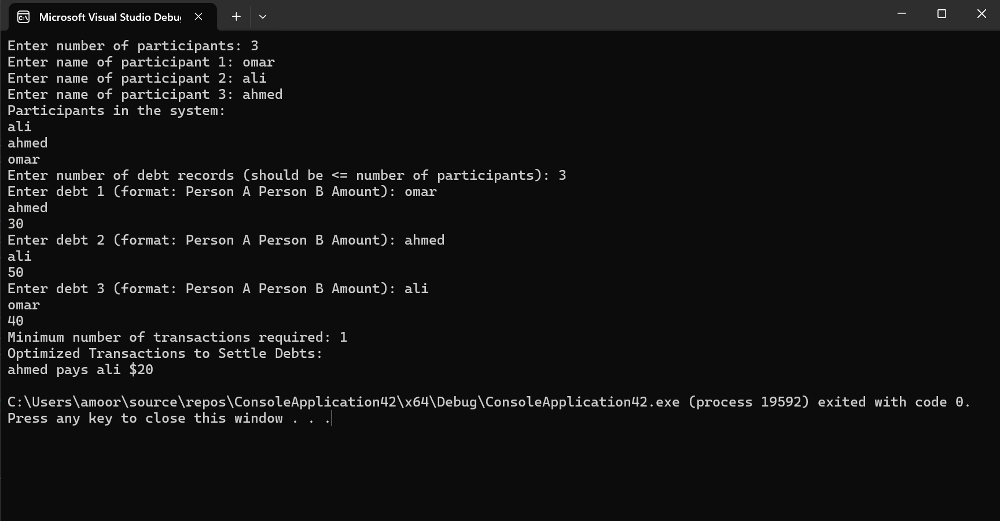 Microsoft Visual Studio Debu
Enter number of participants: 3
Enter name of participant 1: omar
Enter name of participant 2: ali
Enter name of participant 3: ahmed
Participants in the system:
ali
ahmed
omar
Enter number of debt records (should be <= number of participants): 3
Enter debt 1 (format: Person A Person B Amount): omar
ahmed
30
Enter debt 2 (format: Person A Person B Amount): ahmed
ali
50
Enter debt 3 (format: Person A Person B Amount): ali
omar
40
Minimum number of transactions required: 1
Optimized Transactions to Settle Debts:
ahmed pays ali $20
C:\Users\amoor\source\repos\ConsoleApplication42\x64\Debug\ConsoleApplication42.exe (process 19592) exited with code 0.
Press any key to close this window . . .